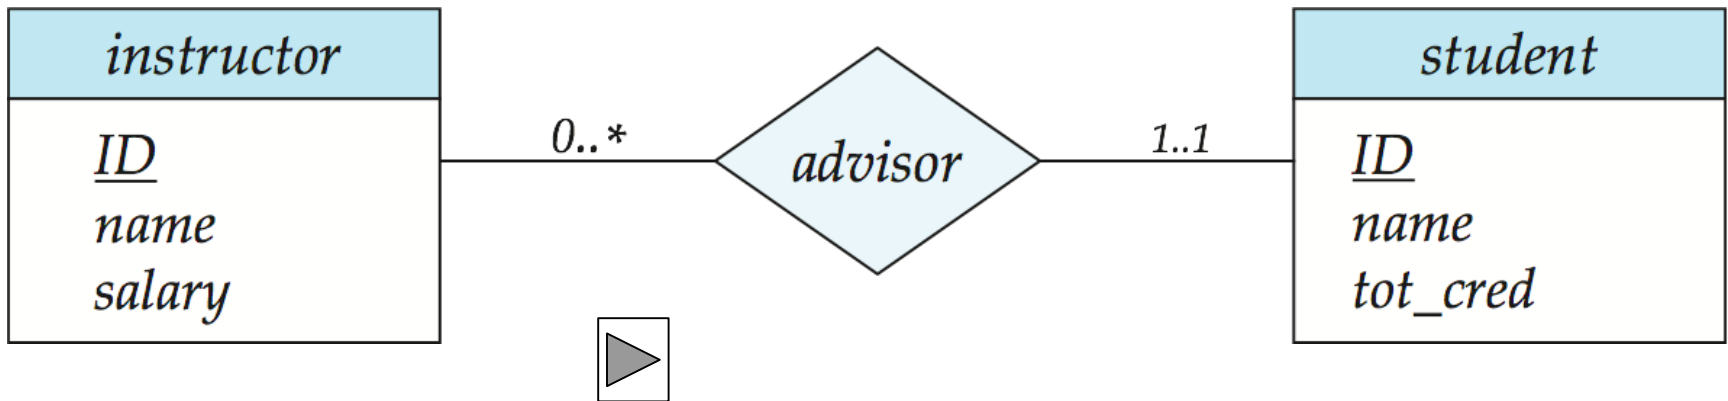 instructor
ID
name
salary
0..*
advisor
1..1
student
ID
name
tot_cred